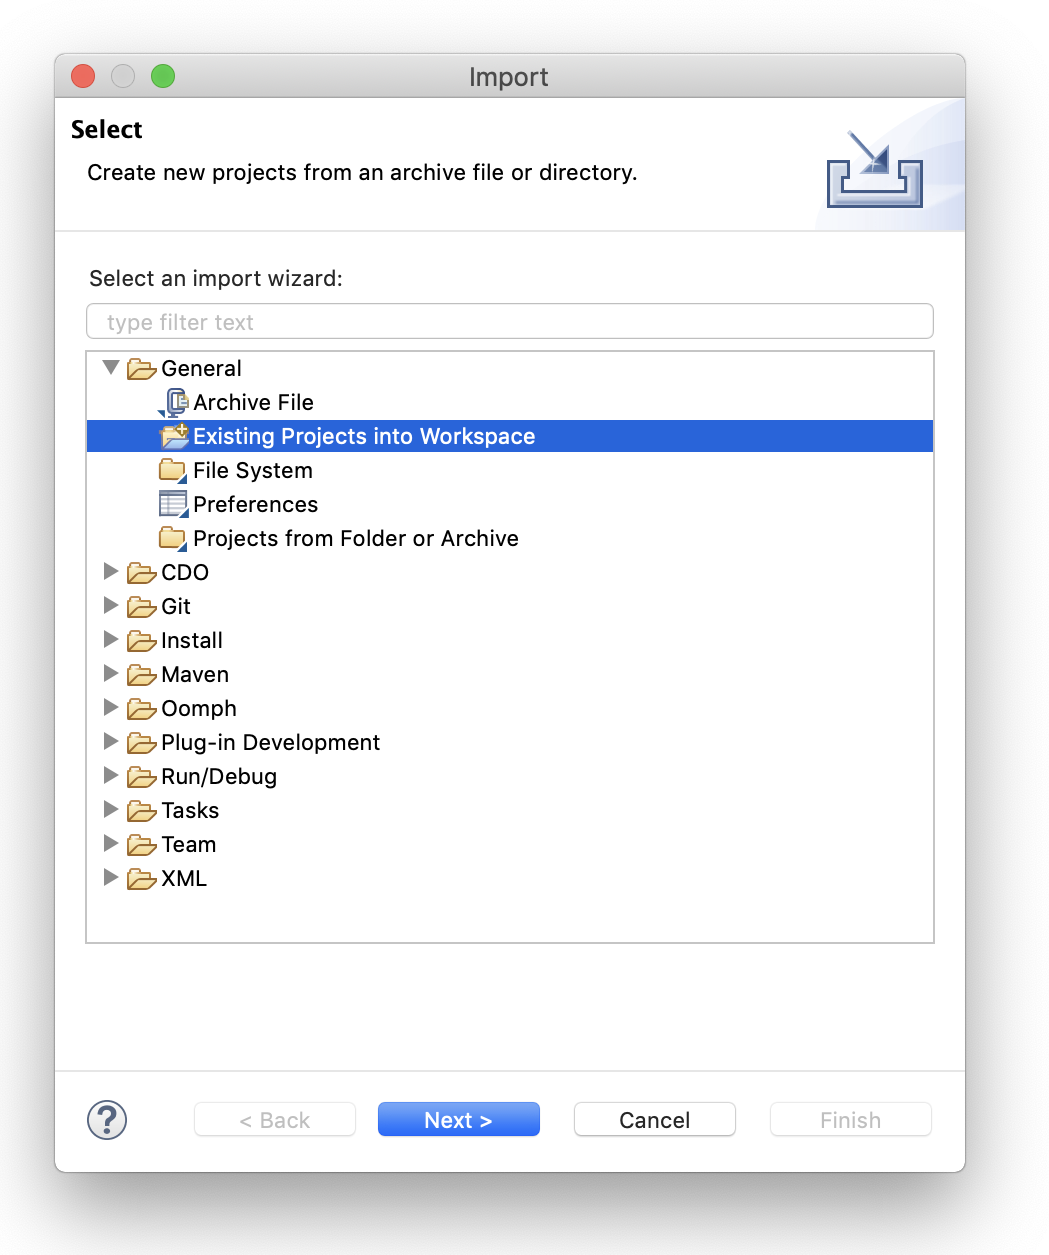 Import
Select
Create new projects from an archive file or directory.
Select an import wizard:
type filter text
General
Archive File
Existing Projects into Workspace
File System
Preferences
Projects from Folder or Archive
CDO
Git
Install
Maven
Oomph
Plug-in Development
Run/Debug
Tasks
Team
XML
? < Back Next > Cancel Finish